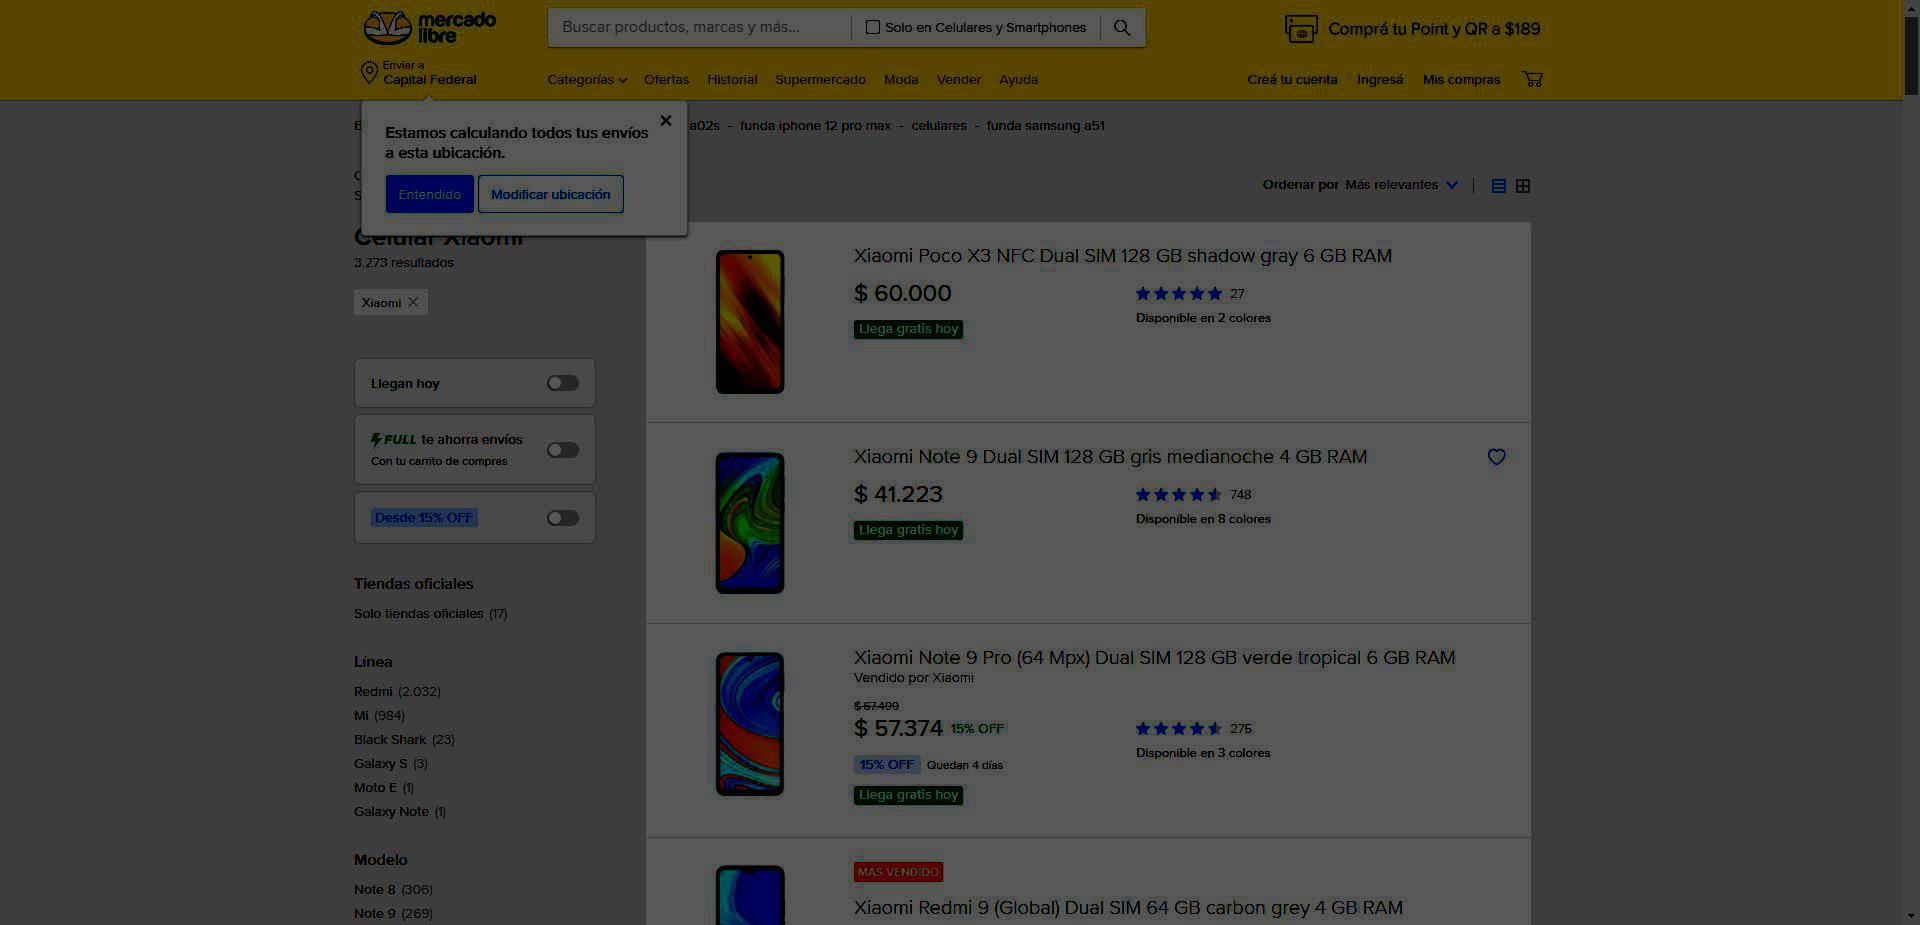 mercado
libre
Buscar productos, marcas y más...
Solo en Celulares y Smartphones
Comprá tu Point y QR a $189
Enviar a
Capital Federal
Categorías
Ofertas
Historial
Supermercado
Moda
Vender
Ayuda
Creá tu cuenta
Ingresá
Mis compras
Estamos calculando todos tus envíos
a esta ubicación.
Entendido
Modificar ubicación
a02s - funda iphone 12 pro max - celulares - funda samsung a51
Ordenar por Más relevantes
Celular Xiaomi
3.273 resultados
Xiaomi
Llegan hoy
FULL te ahorra envíos
Con tu carrito de compras
Desde 15% OFF
Tiendas oficiales
Solo tiendas oficiales (17)
Línea
Redmi (2.032)
Mi (984)
Black Shark (23)
Galaxy S (3)
Moto E (1)
Galaxy Note (1)
Modelo
Note 8 (306)
Note 9 (269)
Xiaomi Poco X3 NFC Dual SIM 128 GB shadow gray 6 GB RAM
$ 60.000
27
Disponible en 2 colores
Llega gratis hoy
Xiaomi Note 9 Dual SIM 128 GB gris medianoche 4 GB RAM
$ 41.223
748
Disponible en 8 colores
Llega gratis hoy
Xiaomi Note 9 Pro (64 Mpx) Dual SIM 128 GB verde tropical 6 GB RAM
Vendido por Xiaomi
$ 67.499
$ 57.374 15% OFF
275
Disponible en 3 colores
15% OFF Quedan 4 días
Llega gratis hoy
MÁS VENDIDO
Xiaomi Redmi 9 (Global) Dual SIM 64 GB carbon grey 4 GB RAM